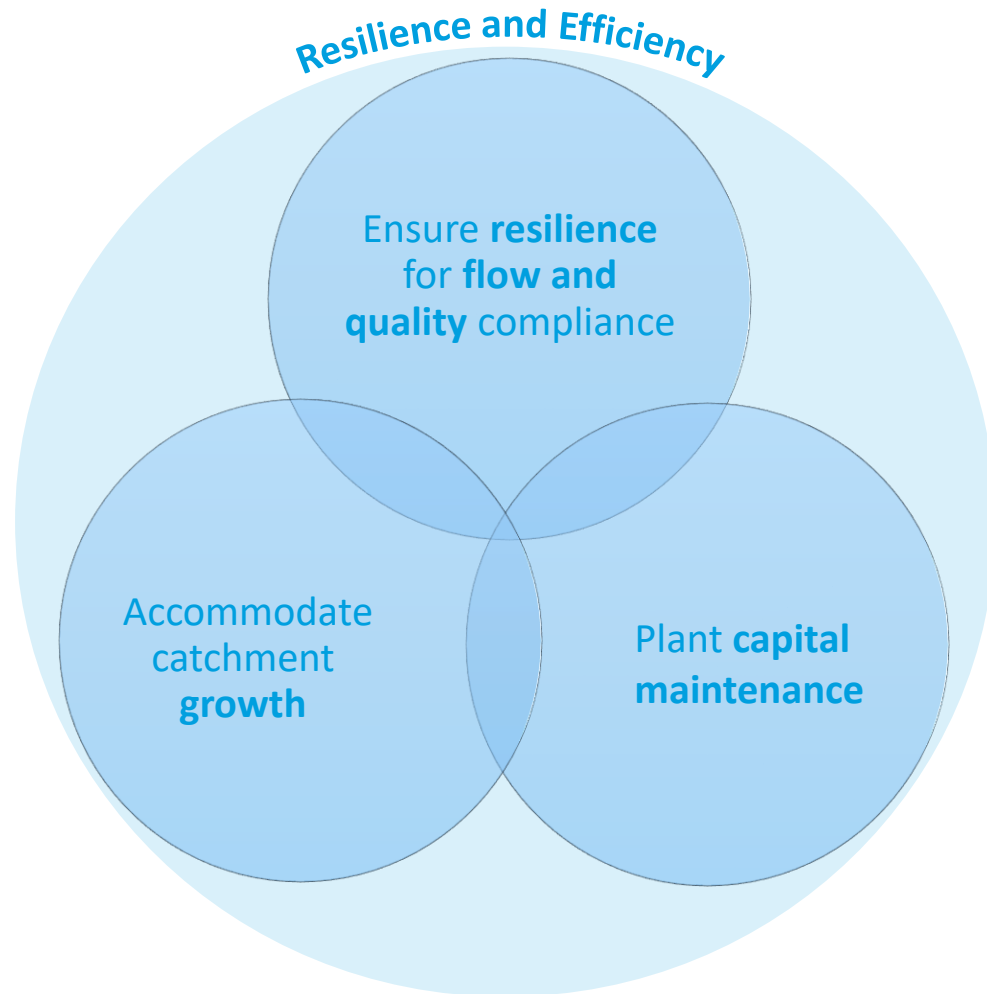 Resilience and Efficiency
Ensure resilience
for flow and
quality compliance
Accommodate
catchment
growth
Plant capital
maintenance